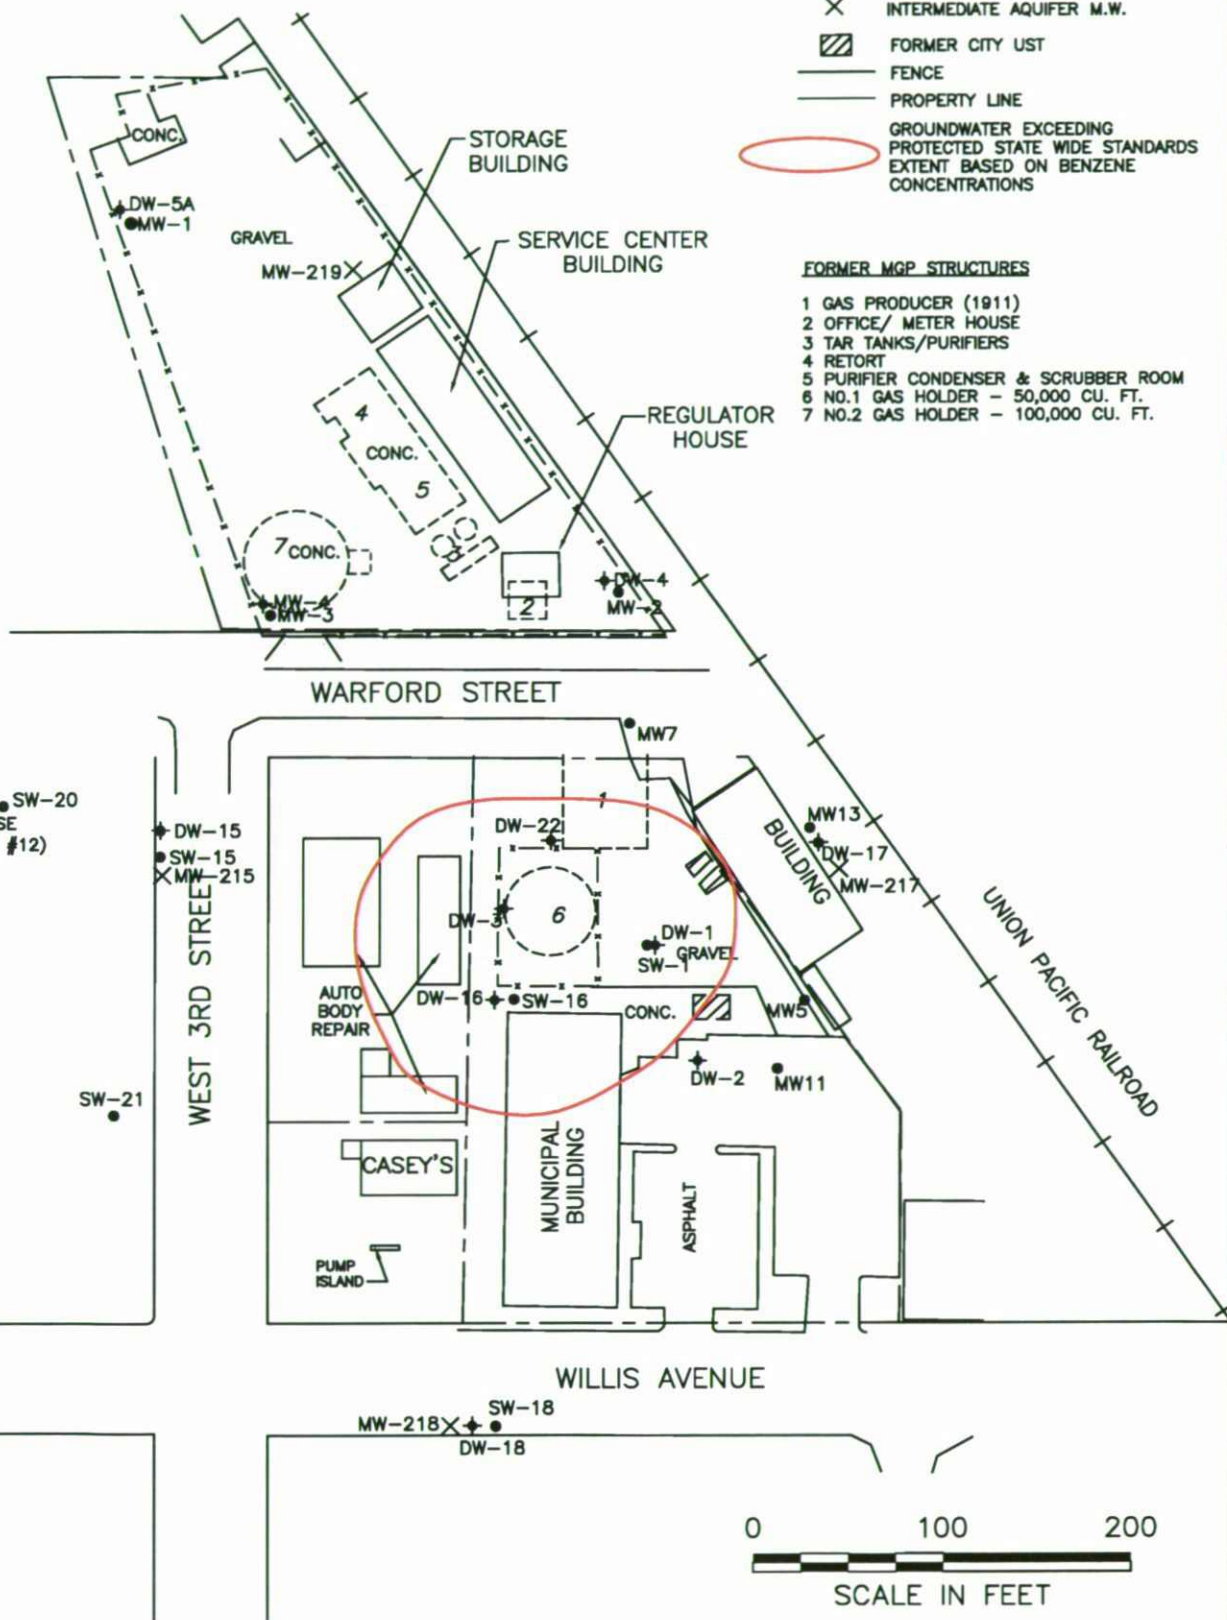 INTERMEDIATE AQUIFER M.W.
FORMER CITY UST
FENCE
PROPERTY LINE
GROUNDWATER EXCEEDING
PROTECTED STATE WIDE STANDARDS
EXTENT BASED ON BENZENE
CONCENTRATIONS
FORMER MGP STRUCTURES
1 GAS PRODUCER (1911)
2 OFFICE/ METER HOUSE
3 TAR TANKS/PURIFIERS
4 RETORT
5 PURIFIER CONDENSER & SCRUBBER ROOM
6 NO.1 GAS HOLDER - 50,000 CU. FT.
7 NO.2 GAS HOLDER - 100,000 CU. FT.
CONC.
STORAGE
BUILDING
DW-5A
MW-1
GRAVEL
MW-219
SERVICE CENTER
BUILDING
4
CONC.
5
REGULATOR
HOUSE
7 CONC.
3
2
DW-4
MW-2
MW-4
MW-3
WARFORD STREET
MW7
SW-20
SE
#12)
DW-15
SW-15
MW-215
WEST 3RD STREET
SW-21
1
DW-22
DW-3
6
DW-1
GRAVEL
SW-1
DW-16
SW-16
CONC.
AUTO
BODY
REPAIR
BUILDING
MW13
DW-17
MW-217
MW5
DW-2
MW11
UNION PACIFIC RAILROAD
CASEY'S
MUNICIPAL
BUILDING
ASPHALT
PUMP
ISLAND
WILLIS AVENUE
MW-218
SW-18
DW-18
0 100 200
SCALE IN FEET